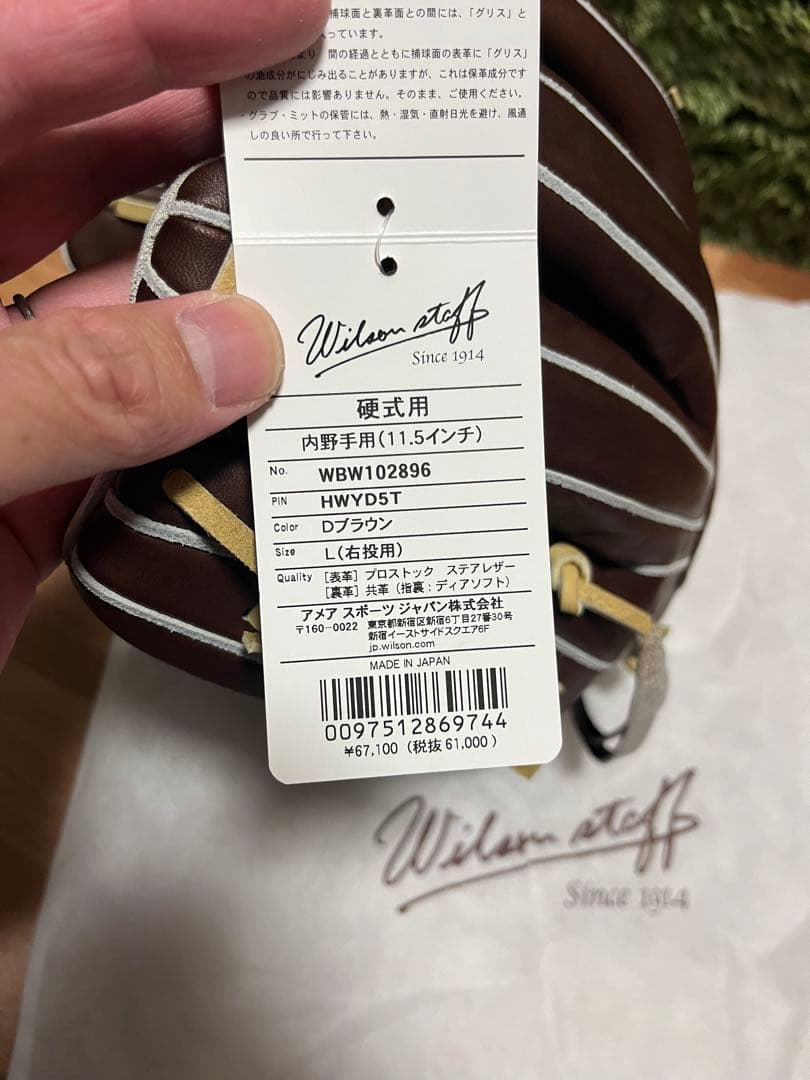 捕球面と裏革面との間には、「グリス」と
入っています。
より 間の経過とともに捕球面の表革に「グリス」
の油成分がにじみ出ることがありますが、これは保革成分です
ので品質には影響ありません。そのまま、ご使用ください。
・グラブ・ミットの保管には、熱・湿気・直射日光を避け、風通
しの良い所で行って下さい。
Wilson staff
Since 1914
硬式用
内野手用(11.5インチ)
No. WBW102896
PIN HWYD5T
Color Dブラウン
Size L(右投用)
Quality [表革] プロストック ステアレザー
[裏革] 共革 (指裏:ディアソフト)
アメア スポーツ ジャパン株式会社
〒160-0022 東京都新宿区新宿6丁目27番30号
新宿イーストサイドスクエア6F
jp.wilson.com
MADE IN JAPAN
0097512869744
¥67,100 (税抜 61,000)
Wilson staff
Since 1914